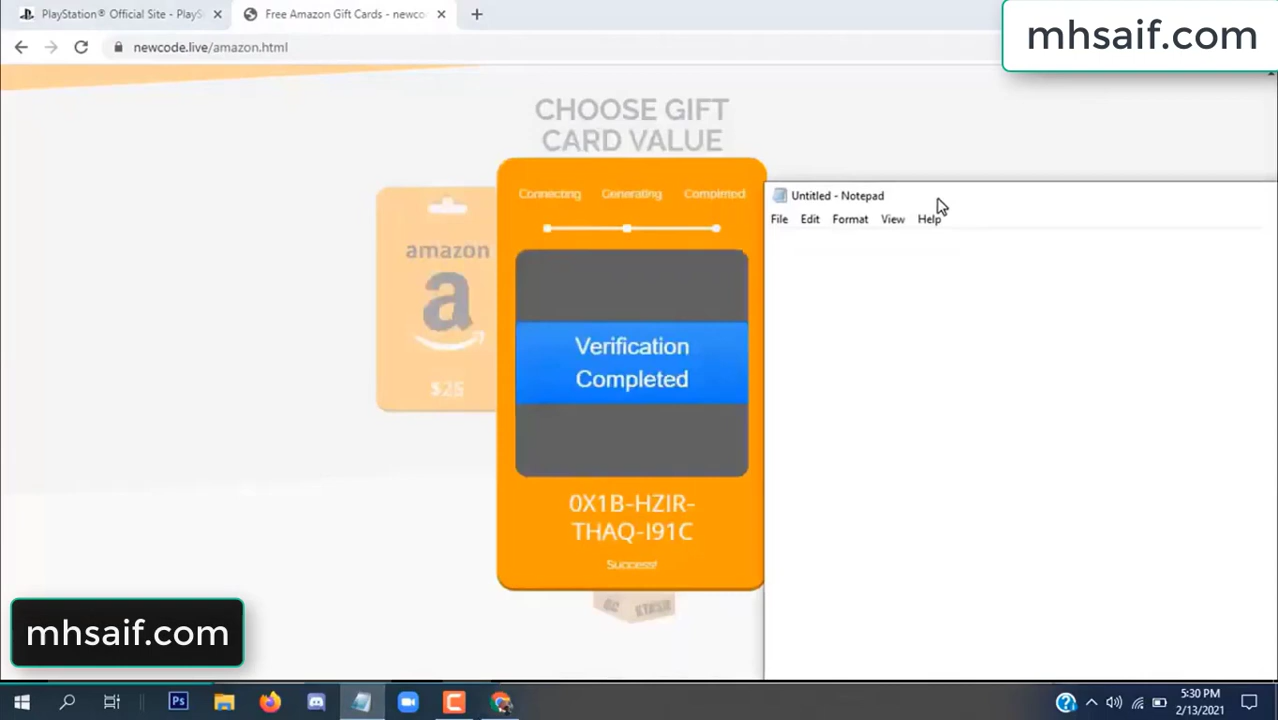 PlayStation® Official Site - PlayS
Free Amazon Gift Cards - newco
mhsaif.com
newcode.live/amazon.html
CHOOSE GIFT
CARD VALUE
Connecting Generating Completed
Untitled - Notepad
File Edit Format View Help
amazon
a
$25
Verification
Completed
0X1B-HZIR-
THAQ-I91C
Success!
mhsaif.com
Ps
5:30 PM
2/13/2021